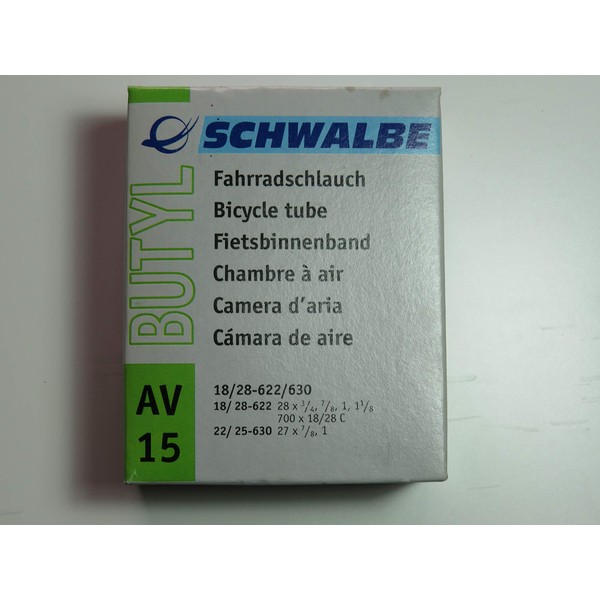 SCHWALBE
BUTYL
Fahrradschlauch
Bicycle tube
Fietsbinnenband
Chambre à air
Camera d'aria
Cámara de aire
AV
15
18/28-622/630
18/ 28-622 28 x 3/4, 7/8, 1, 1 1/8
700 x 18/28 C
22/ 25-630 27 x 7/8, 1